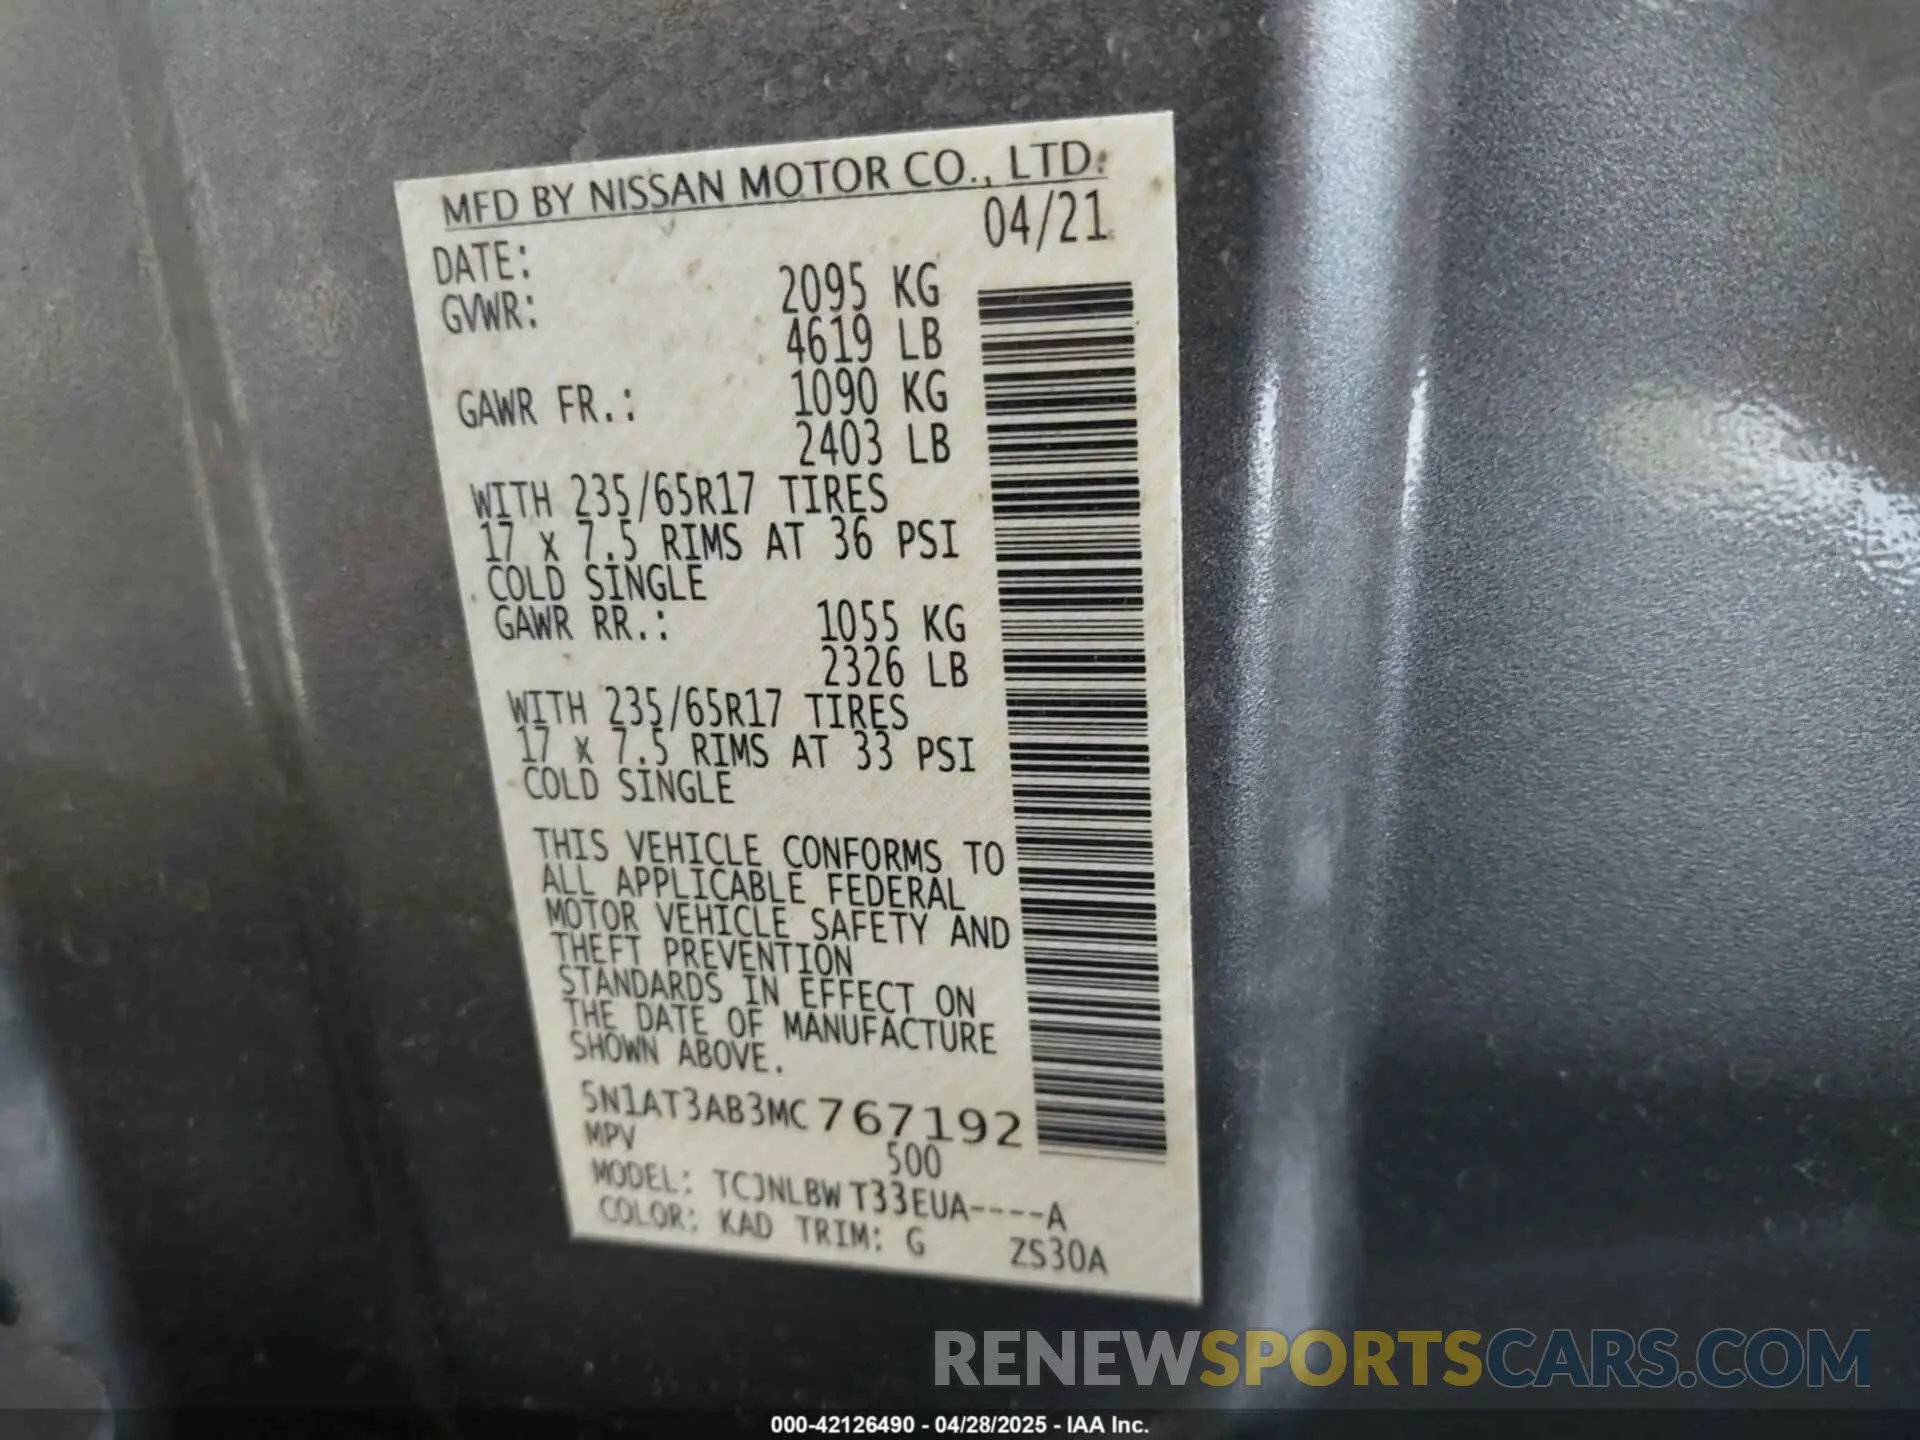 MFD BY NISSAN MOTOR CO., LTD.
DATE: 04/21
GVWR: 2095 KG
4619 LB
GAWR FR.: 1090 KG
2403 LB
WITH 235/65R17 TIRES
17 x 7.5 RIMS AT 36 PSI
COLD SINGLE
GAWR RR.: 1055 KG
2326 LB
WITH 235/65R17 TIRES
17 x 7.5 RIMS AT 33 PSI
COLD SINGLE
THIS VEHICLE CONFORMS TO
ALL APPLICABLE FEDERAL
MOTOR VEHICLE SAFETY AND
THEFT PREVENTION
STANDARDS IN EFFECT ON
THE DATE OF MANUFACTURE
SHOWN ABOVE.
5N1AT3AB3MC767192
MPV 500
MODEL: TCJNLBW T33EUA----A
COLOR: KAD TRIM: G ZS30A
RENEWSPORTSCARS.COM
000-42126490 - 04/28/2025 - IAA Inc.